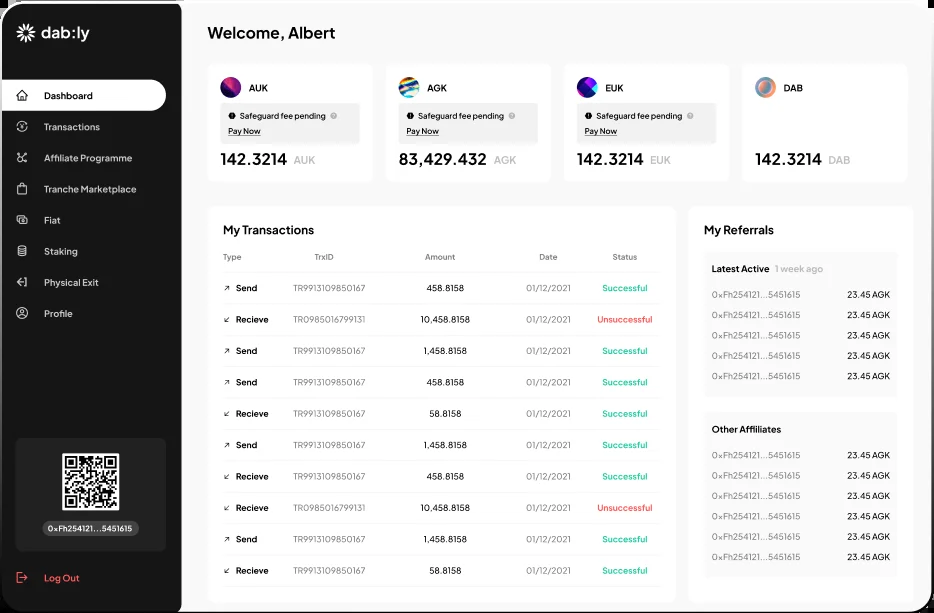 dab:ly
Dashboard
Transactions
Affiliate Programme
Tranche Marketplace
Fiat
Staking
Physical Exit
Profile
0xFh254121...5451615
Log Out
Welcome, Albert
AUK
Safeguard fee pending
Pay Now
142.3214 AUK
AGK
Safeguard fee pending
Pay Now
83,429.432 AGK
EUK
Safeguard fee pending
Pay Now
142.3214 EUK
DAB
142.3214 DAB
My Transactions
Type TrxID Amount Date Status
Send TR9913109850167 458.8158 01/12/2021 Successful
Recieve TR0985016799131 10,458.8158 01/12/2021 Unsuccessful
Send TR9913109850167 1,458.8158 01/12/2021 Successful
Send TR9913109850167 458.8158 01/12/2021 Successful
Recieve TR9913109850167 58.8158 01/12/2021 Successful
Send TR9913109850167 1,458.8158 01/12/2021 Successful
Recieve TR9913109850167 458.8158 01/12/2021 Successful
Recieve TR0985016799131 10,458.8158 01/12/2021 Unsuccessful
Send TR9913109850167 1,458.8158 01/12/2021 Successful
Recieve TR9913109850167 58.8158 01/12/2021 Successful
My Referrals
Latest Active 1 week ago
0xFh254121...5451615 23.45 AGK
0xFh254121...5451615 23.45 AGK
0xFh254121...5451615 23.45 AGK
0xFh254121...5451615 23.45 AGK
0xFh254121...5451615 23.45 AGK
Other Affliliates
0xFh254121...5451615 23.45 AGK
0xFh254121...5451615 23.45 AGK
0xFh254121...5451615 23.45 AGK
0xFh254121...5451615 23.45 AGK
0xFh254121...5451615 23.45 AGK
0xFh254121...5451615 23.45 AGK